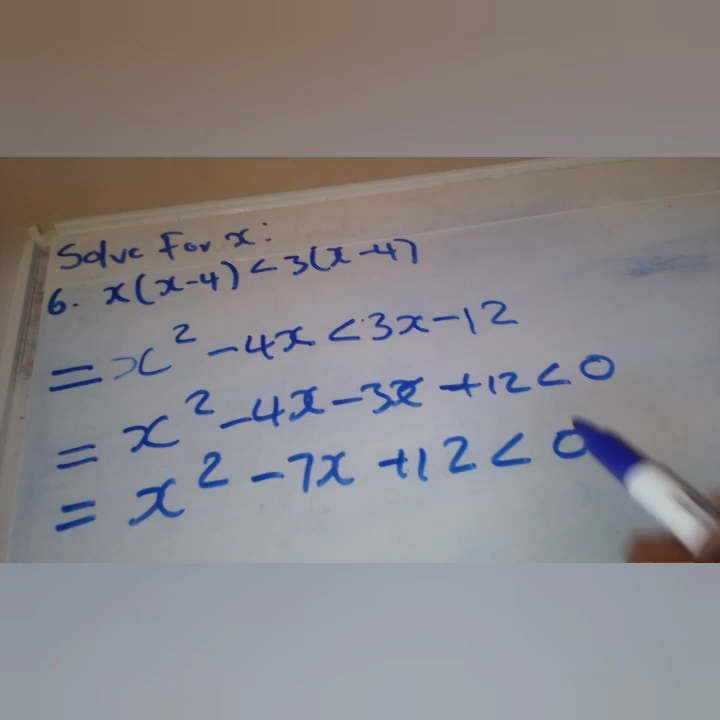 Solve For x:
6. x(x-4) < 3(x-4)
= x² - 4x < 3x - 12
= x² - 4x - 3x + 12 < 0
= x² - 7x + 12 < 0